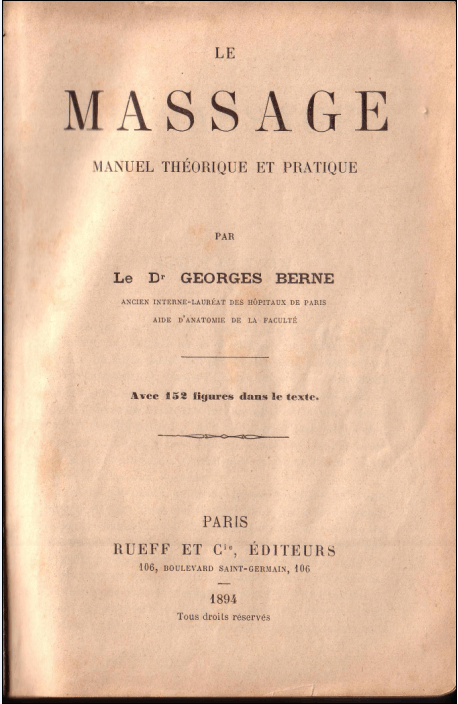 LE
MASSAGE
MANUEL THÉORIQUE ET PRATIQUE
PAR
Le Dr GEORGES BERNE
ANCIEN INTERNE-LAURÉAT DES HÔPITAUX DE PARIS
AIDE D'ANATOMIE DE LA FACULTÉ
Avec 152 figures dans le texte.
PARIS
RUEFF ET Cie, ÉDITEURS
106, BOULEVARD SAINT-GERMAIN, 106
1894
Tous droits réservés